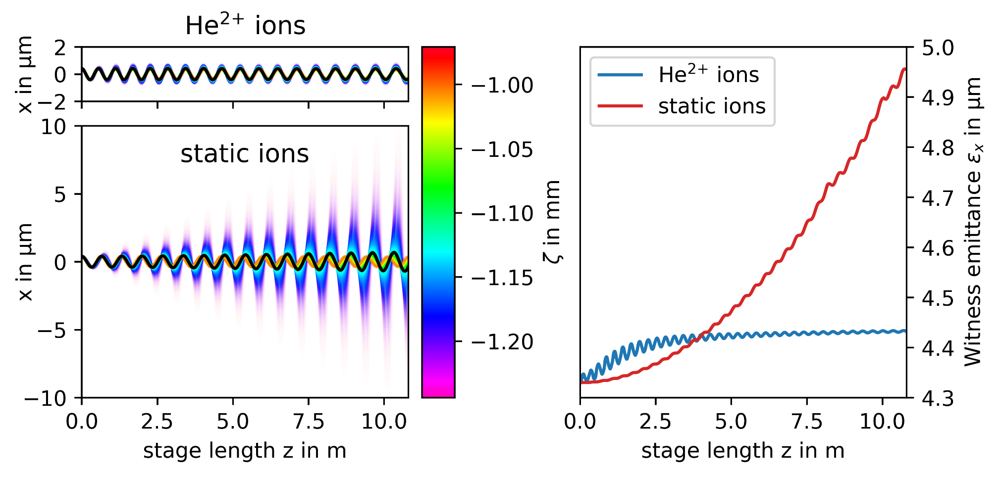 He²⁺ ions
x in µm
2
0
−2
static ions
x in µm
10
5
0
−5
−10
0.0 2.5 5.0 7.5 10.0
stage length z in m
−1.00
−1.05
−1.10
−1.15
−1.20
ζ in mm
He²⁺ ions
static ions
5.0
4.9
4.8
4.7
4.6
4.5
4.4
4.3
Witness emittance εₓ in µm
0.0 2.5 5.0 7.5 10.0
stage length z in m